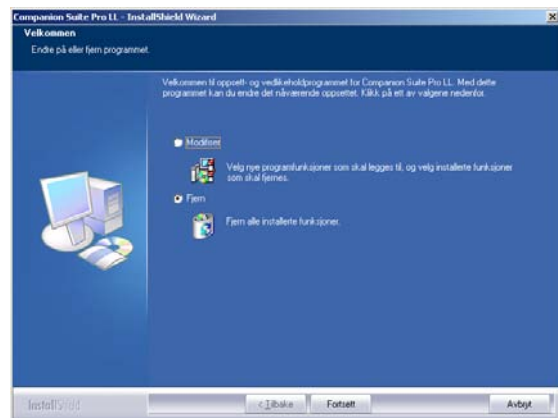 Companion Suite Pro LL - InstallShield Wizard
Velkommen
Endre på eller fjern programmet.
Velkommen til oppsett- og vedlikeholdprogrammet for Companion Suite Pro LL. Med dette
programmet kan du endre det nåværende oppsettet. Klikk på ett av valgene nedenfor.
Modifiser
Velg nye programfunksjoner som skal legges til, og velg installerte funksjoner
som skal fjernes.
Fjern
Fjern alle installerte funksjoner.
InstallShield
< Tilbake
Fortsett
Avbryt